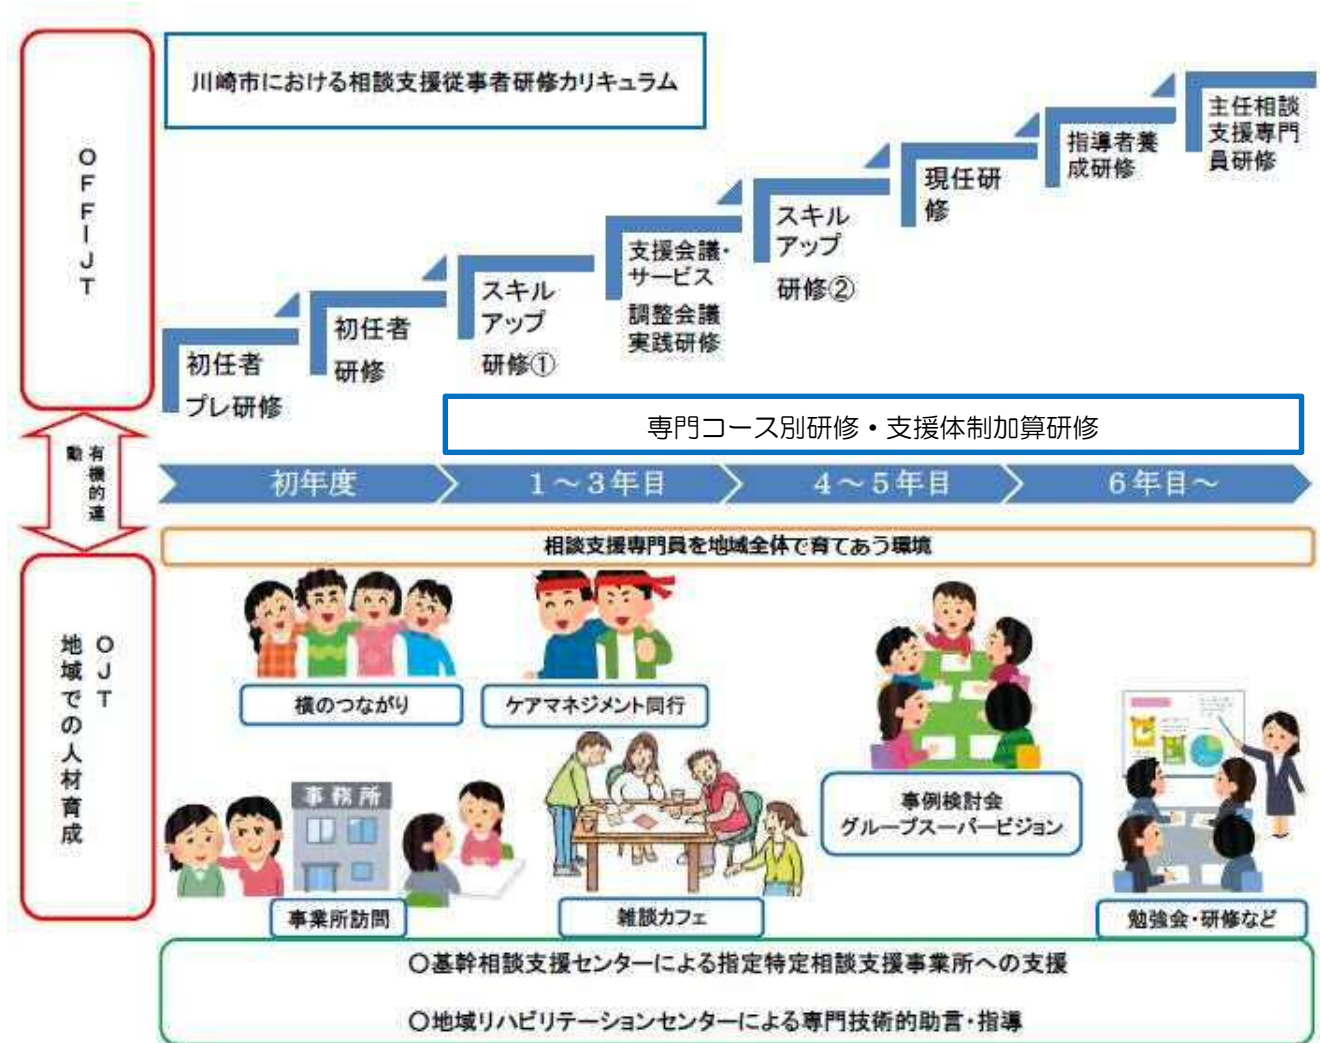 川崎市における相談支援従事者研修カリキュラム
OFFIJT
初任者
プレ研修
初任者
研修
スキル
アップ
研修①
支援会議・
サービス
調整会議
実践研修
スキル
アップ
研修②
現任研
修
指導者養
成研修
主任相談
支援専門
員研修
専門コース別研修・支援体制加算研修
有機的連
動
初年度
1～3年目
4～5年目
6年目～
相談支援専門員を地域全体で育てあう環境
OJT
地域での人材育成
横のつながり
ケアマネジメント同行
事務所
事業所訪問
雑談カフェ
事例検討会
グループスーパービジョン
勉強会・研修など
○基幹相談支援センターによる指定特定相談支援事業所への支援
○地域リハビリテーションセンターによる専門技術的助言・指導